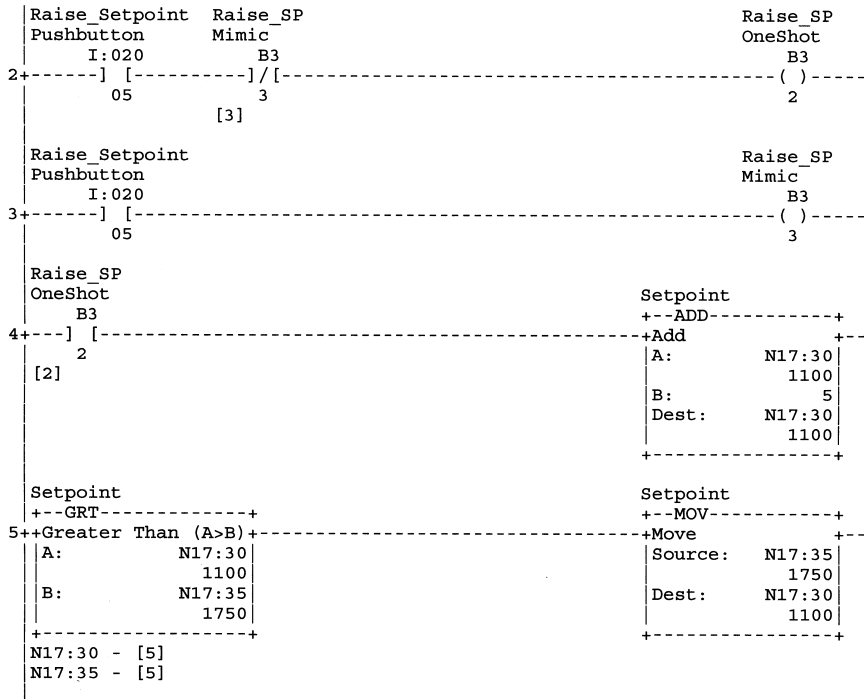 Raise_Setpoint Raise_SP Raise_SP
Pushbutton Mimic OneShot
I:020 B3 B3
2+------] [----------]/[------------------------------------------------( )-----
05 3 2
[3]
Raise_Setpoint Raise_SP
Pushbutton Mimic
I:020 B3
3+------] [---------------------------------------------------------------( )-----
05 3
Raise_SP
OneShot Setpoint
B3 +--ADD-----------+
4+---] [------------------------------------------------+Add +--
2 |A: N17:30|
[2] | 1100|
|B: 5|
|Dest: N17:30|
| 1100|
+----------------+
Setpoint Setpoint
+--GRT-------------+ +--MOV-----------+
5++Greater Than (A>B)+----------------------------------+Move +--
|A: N17:30| |Source: N17:35|
| 1100| | 1750|
|B: N17:35| |Dest: N17:30|
| 1750| | 1100|
+-------------------+ +----------------+
N17:30 - [5]
N17:35 - [5]